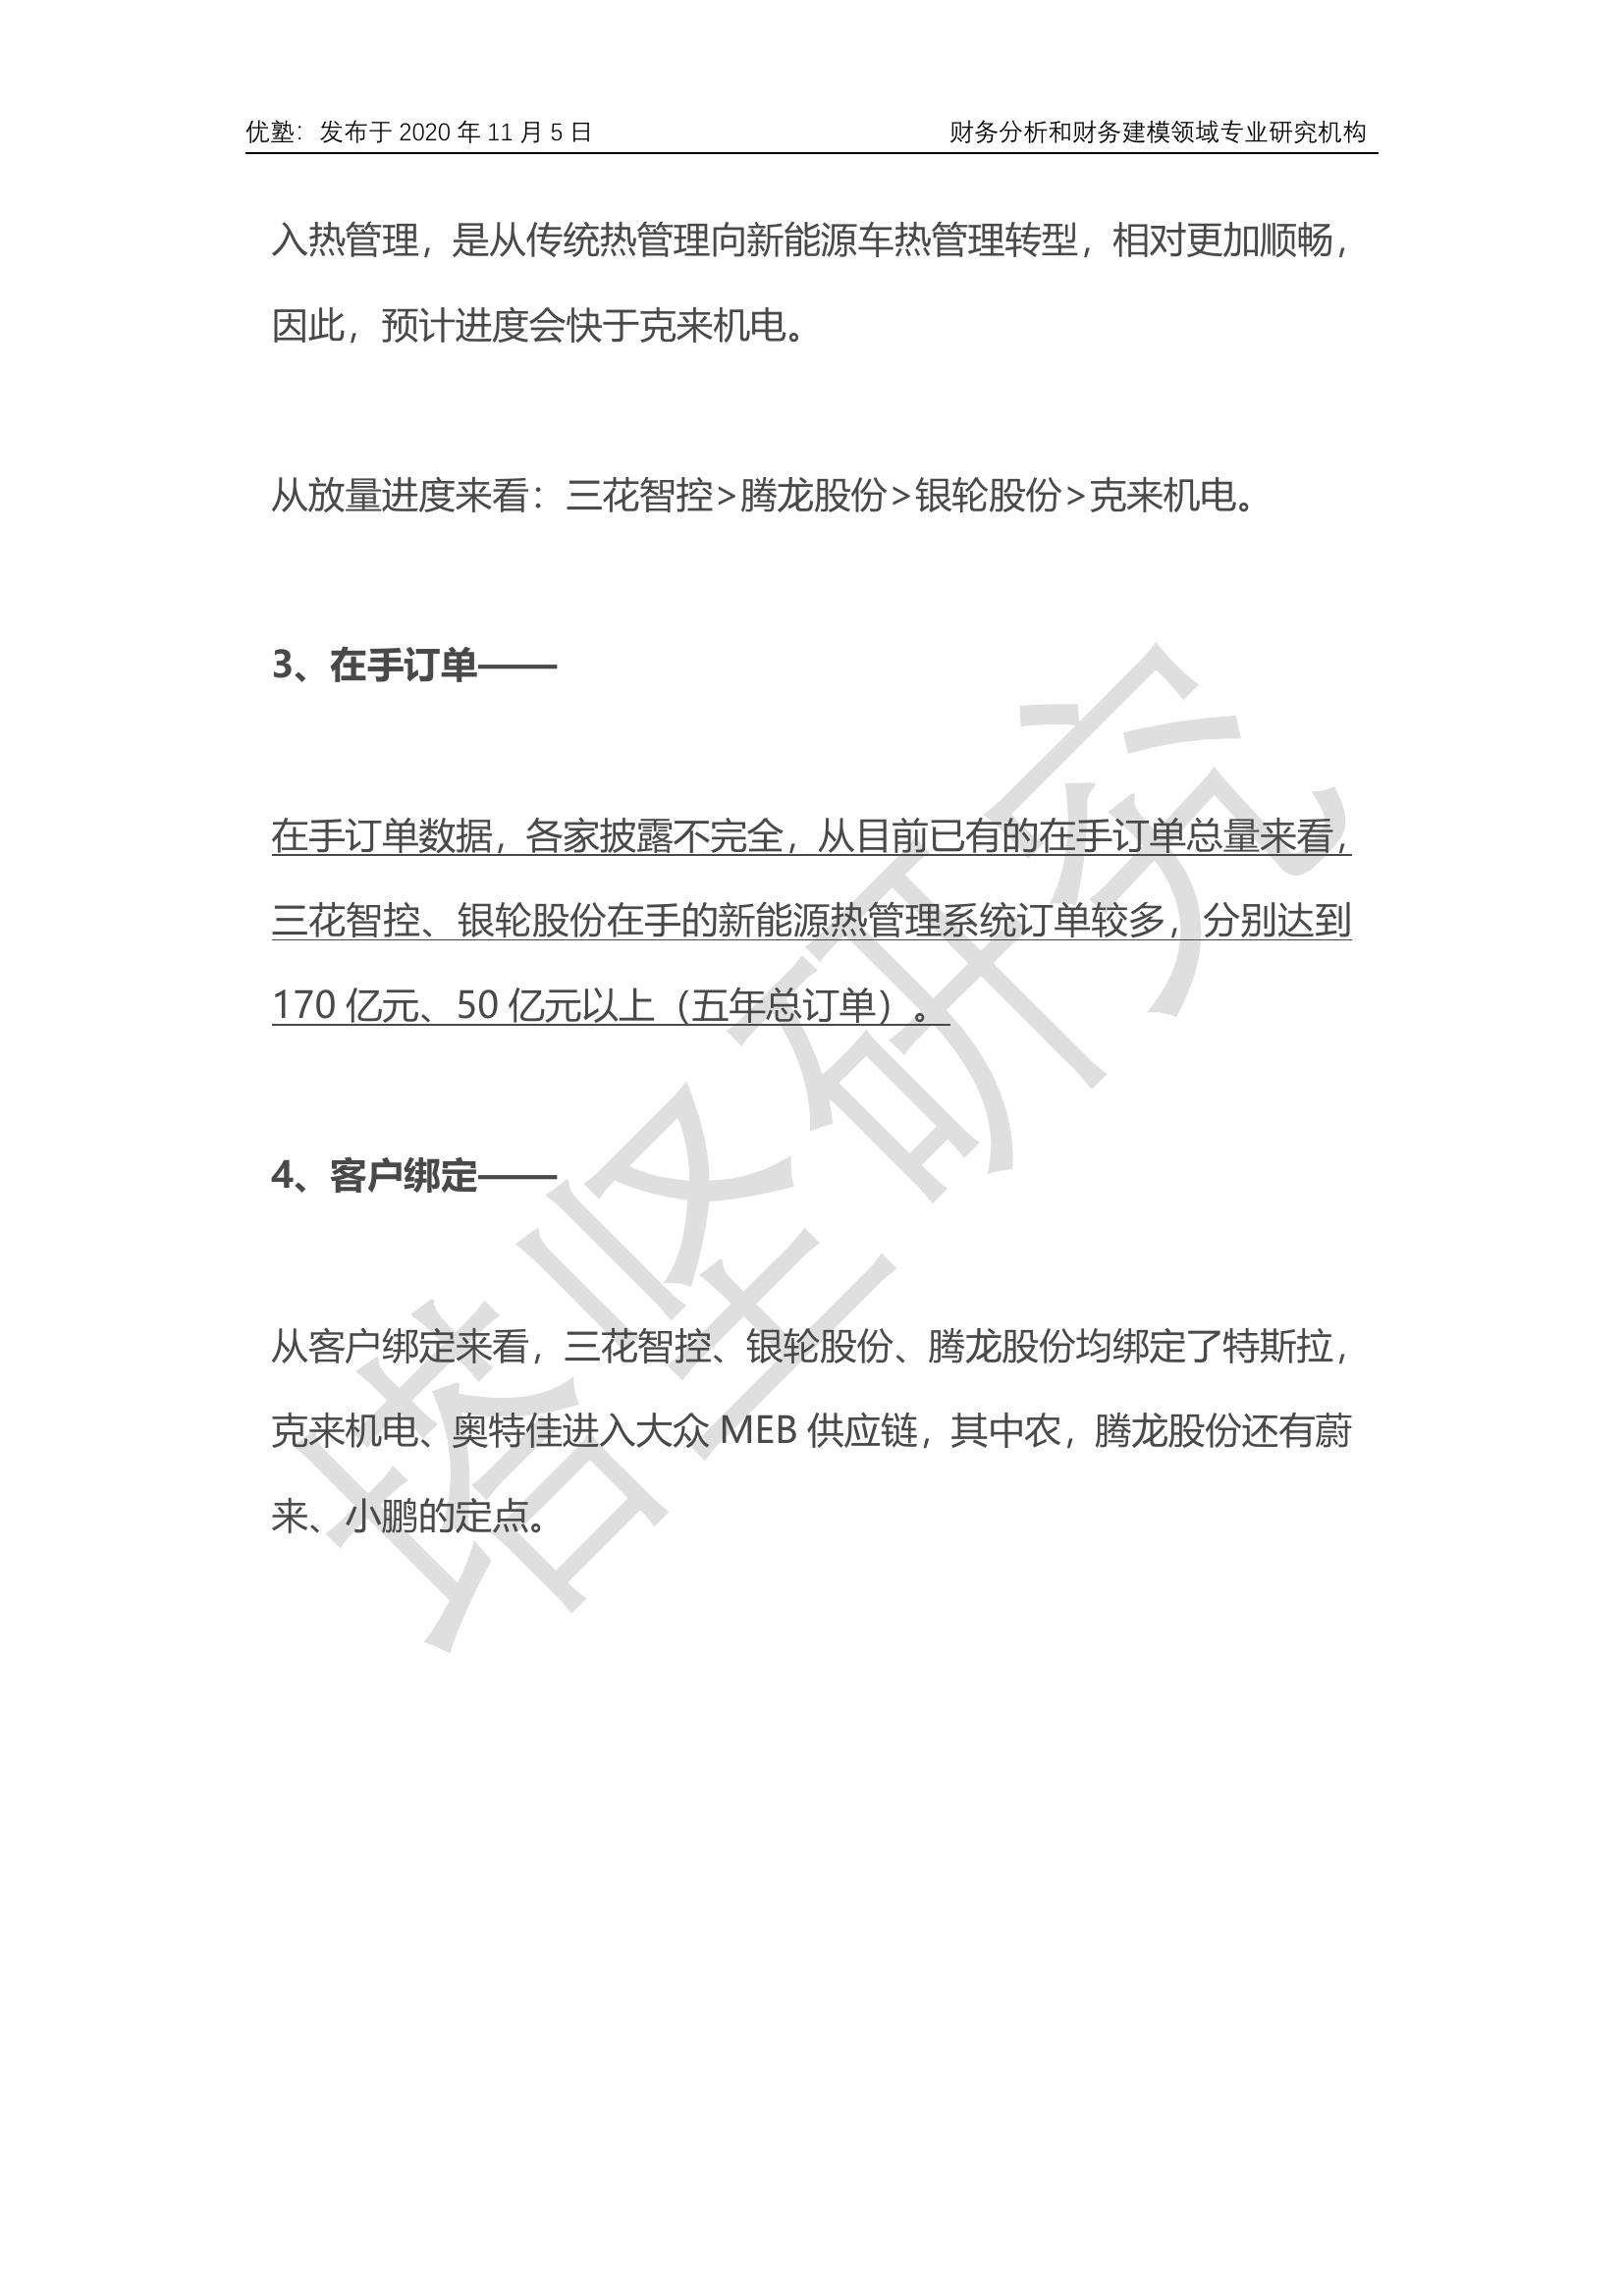 优塾：发布于 2020 年 11 月 5 日 财务分析和财务建模领域专业研究机构
入热管理，是从传统热管理向新能源车热管理转型，相对更加顺畅，
因此，预计进度会快于克来机电。
从放量进度来看：三花智控>腾龙股份>银轮股份>克来机电。
3、在手订单——
在手订单数据，各家披露不完全，从目前已有的在手订单总量来看，
三花智控、银轮股份在手的新能源热管理系统订单较多，分别达到
170 亿元、50 亿元以上（五年总订单）。
4、客户绑定——
从客户绑定来看，三花智控、银轮股份、腾龙股份均绑定了特斯拉，
克来机电、奥特佳进入大众 MEB 供应链，其中农，腾龙股份还有蔚
来、小鹏的定点。
塔坚研究